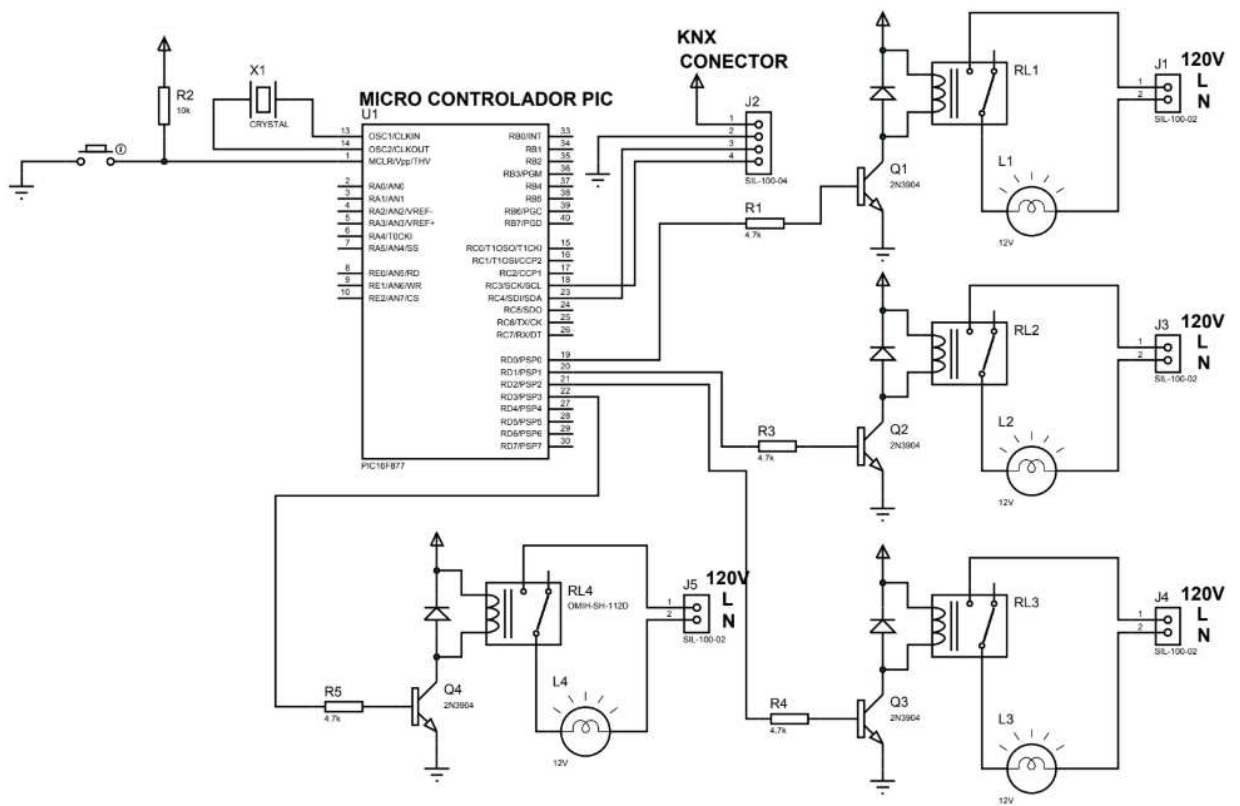 KNX
CONECTOR
120V
L
N
J1
1
2
SIL-100-02
RL1
L1
12V
Q1
2N3904
R1
4.7k
J2
1
2
3
4
SIL-100-04
R2
10k
X1
CRYSTAL
MICRO CONTROLADOR PIC
U1
13 OSC1/CLKIN
14 OSC2/CLKOUT
1 MCLR/Vpp/THV
2 RA0/AN0
3 RA1/AN1
4 RA2/AN2/VREF-
5 RA3/AN3/VREF+
6 RA4/T0CKI
7 RA5/AN4/SS
8 RE0/AN5/RD
9 RE1/AN6/WR
10 RE2/AN7/CS
RB0/INT 33
RB1 34
RB2 35
RB3/PGM 36
RB4 37
RB5 38
RB6/PGC 39
RB7/PGD 40
RC0/T1OSO/T1CKI 15
RC1/T1OSI/CCP2 16
RC2/CCP1 17
RC3/SCK/SCL 18
RC4/SDI/SDA 23
RC5/SDO 24
RC6/TX/CK 25
RC7/RX/DT 26
RD0/PSP0 19
RD1/PSP1 20
RD2/PSP2 21
RD3/PSP3 22
RD4/PSP4 27
RD5/PSP5 28
RD6/PSP6 29
RD7/PSP7 30
PIC16F877
RL2
J3
120V
L
N
1
2
SIL-100-02
L2
12V
Q2
2N3904
R3
4.7k
RL4
OMIH-SH-112D
J5
120V
L
N
1
2
SIL-100-02
L4
12V
Q4
2N3904
R5
4.7k
RL3
J4
120V
L
N
1
2
SIL-100-02
L3
12V
Q3
2N3904
R4
4.7k